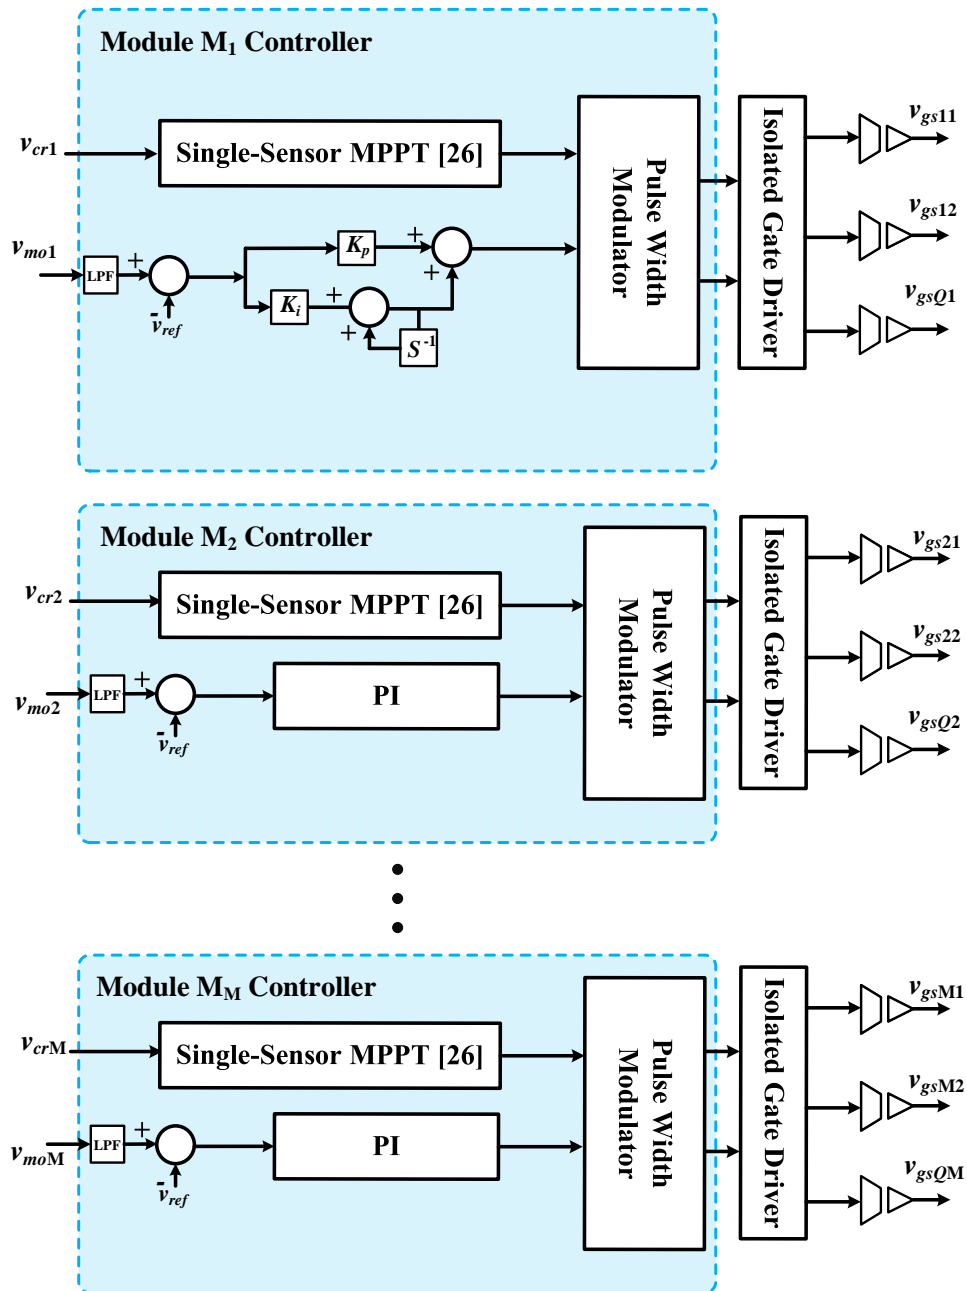 Module M1 Controller
vcr1
Single-Sensor MPPT [26]
Pulse Width Modulator
Isolated Gate Driver
vgs11
vgs12
vgsQ1
vmo1
LPF
+
-
v̄ref
Kp
+
+
Ki
+
+
S-1
Module M2 Controller
vcr2
Single-Sensor MPPT [26]
Pulse Width Modulator
Isolated Gate Driver
vgs21
vgs22
vgsQ2
vmo2
LPF
+
-
vref
PI
Module MM Controller
vcrM
Single-Sensor MPPT [26]
Pulse Width Modulator
Isolated Gate Driver
vgsM1
vgsM2
vgsQM
vmoM
LPF
+
-
vref
PI